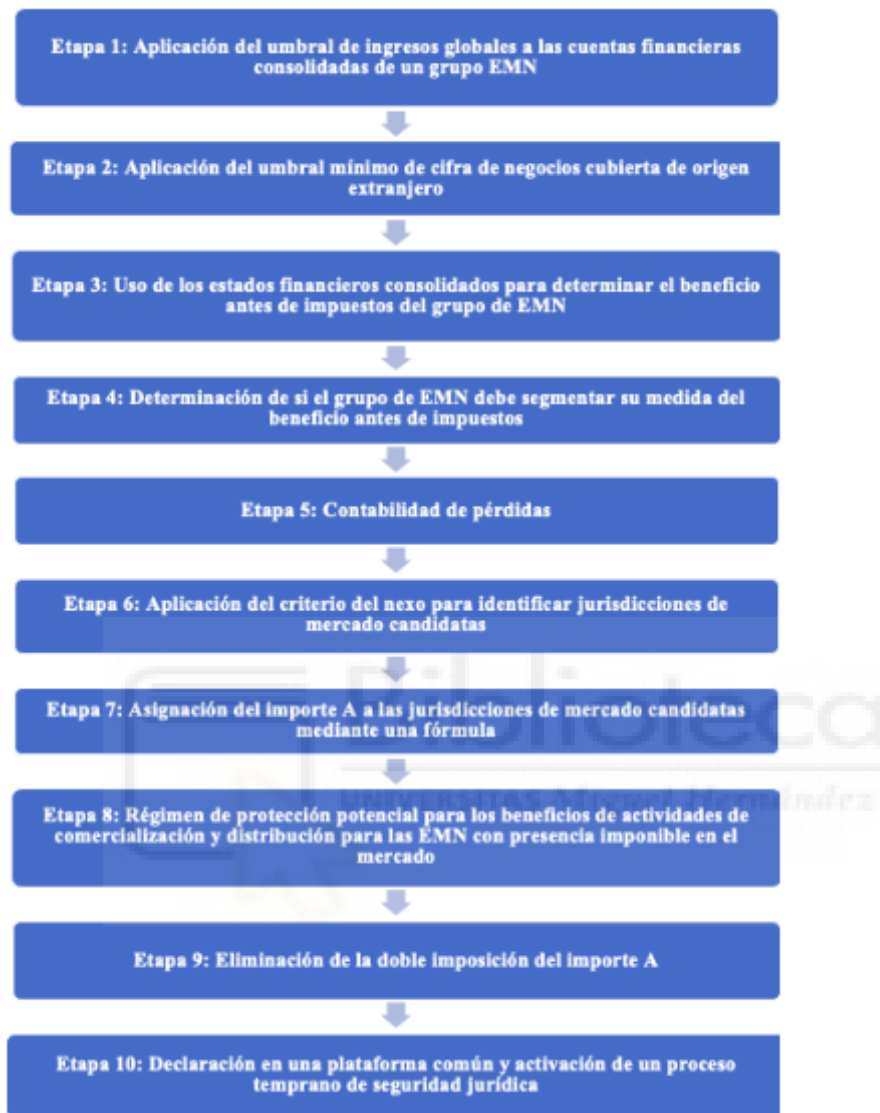 Etapa 1: Aplicación del umbral de ingresos globales a las cuentas financieras
consolidadas de un grupo EMN
Etapa 2: Aplicación del umbral mínimo de cifra de negocios cubierta de origen
extranjero
Etapa 3: Uso de los estados financieros consolidados para determinar el beneficio
antes de impuestos del grupo de EMN
Etapa 4: Determinación de si el grupo de EMN debe segmentar su medida del
beneficio antes de impuestos
Etapa 5: Contabilidad de pérdidas
Etapa 6: Aplicación del criterio del nexo para identificar jurisdicciones de
mercado candidatas
Biblioteca
Etapa 7: Asignación del importe A a las jurisdicciones de mercado candidatas
mediante una fórmula
UNIVERSITAS Miguel Hernández
Etapa 8: Régimen de protección potencial para los beneficios de actividades de
comercialización y distribución para las EMN con presencia imponible en el
mercado
Etapa 9: Eliminación de la doble imposición del importe A
Etapa 10: Declaración en una plataforma común y activación de un proceso
temprano de seguridad jurídica